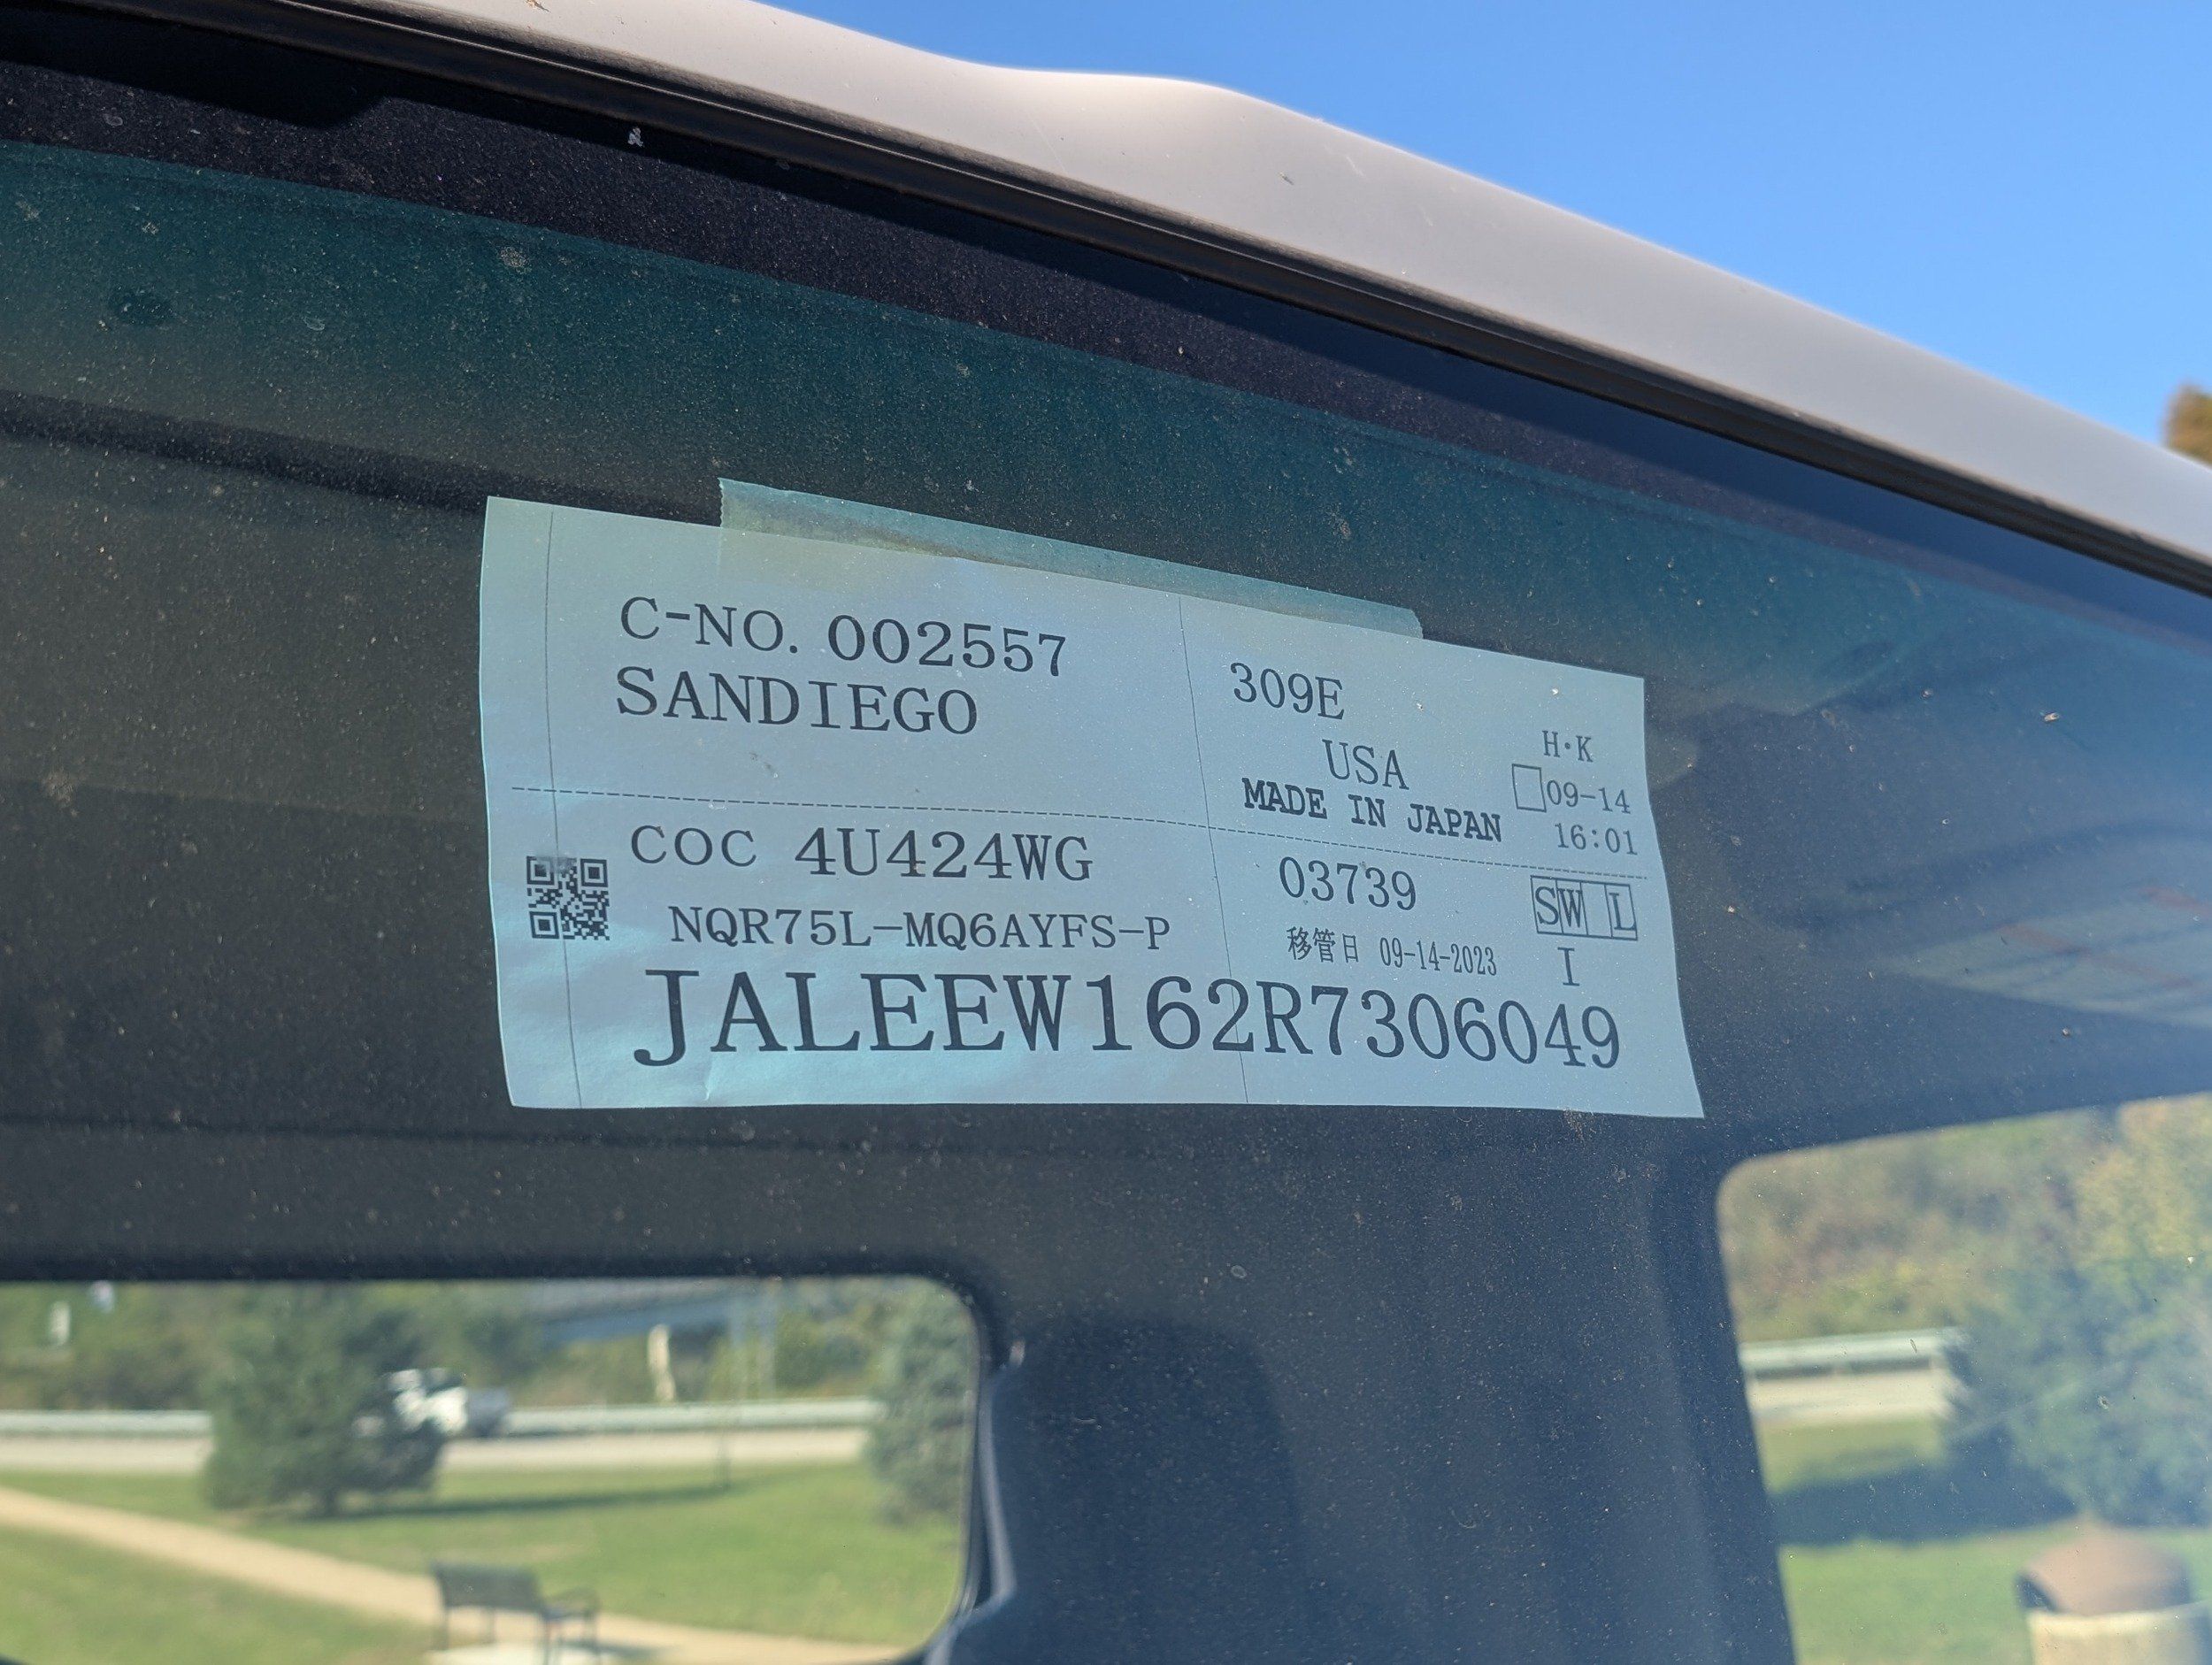 C-NO. 002557
SANDIEGO
309E
USA
MADE IN JAPAN
H·K
09-14
16:01
COC 4U424WG
NQR75L-MQ6AYFS-P
03739
移管日 09-14-2023
SW L
I
JALEEW162R7306049